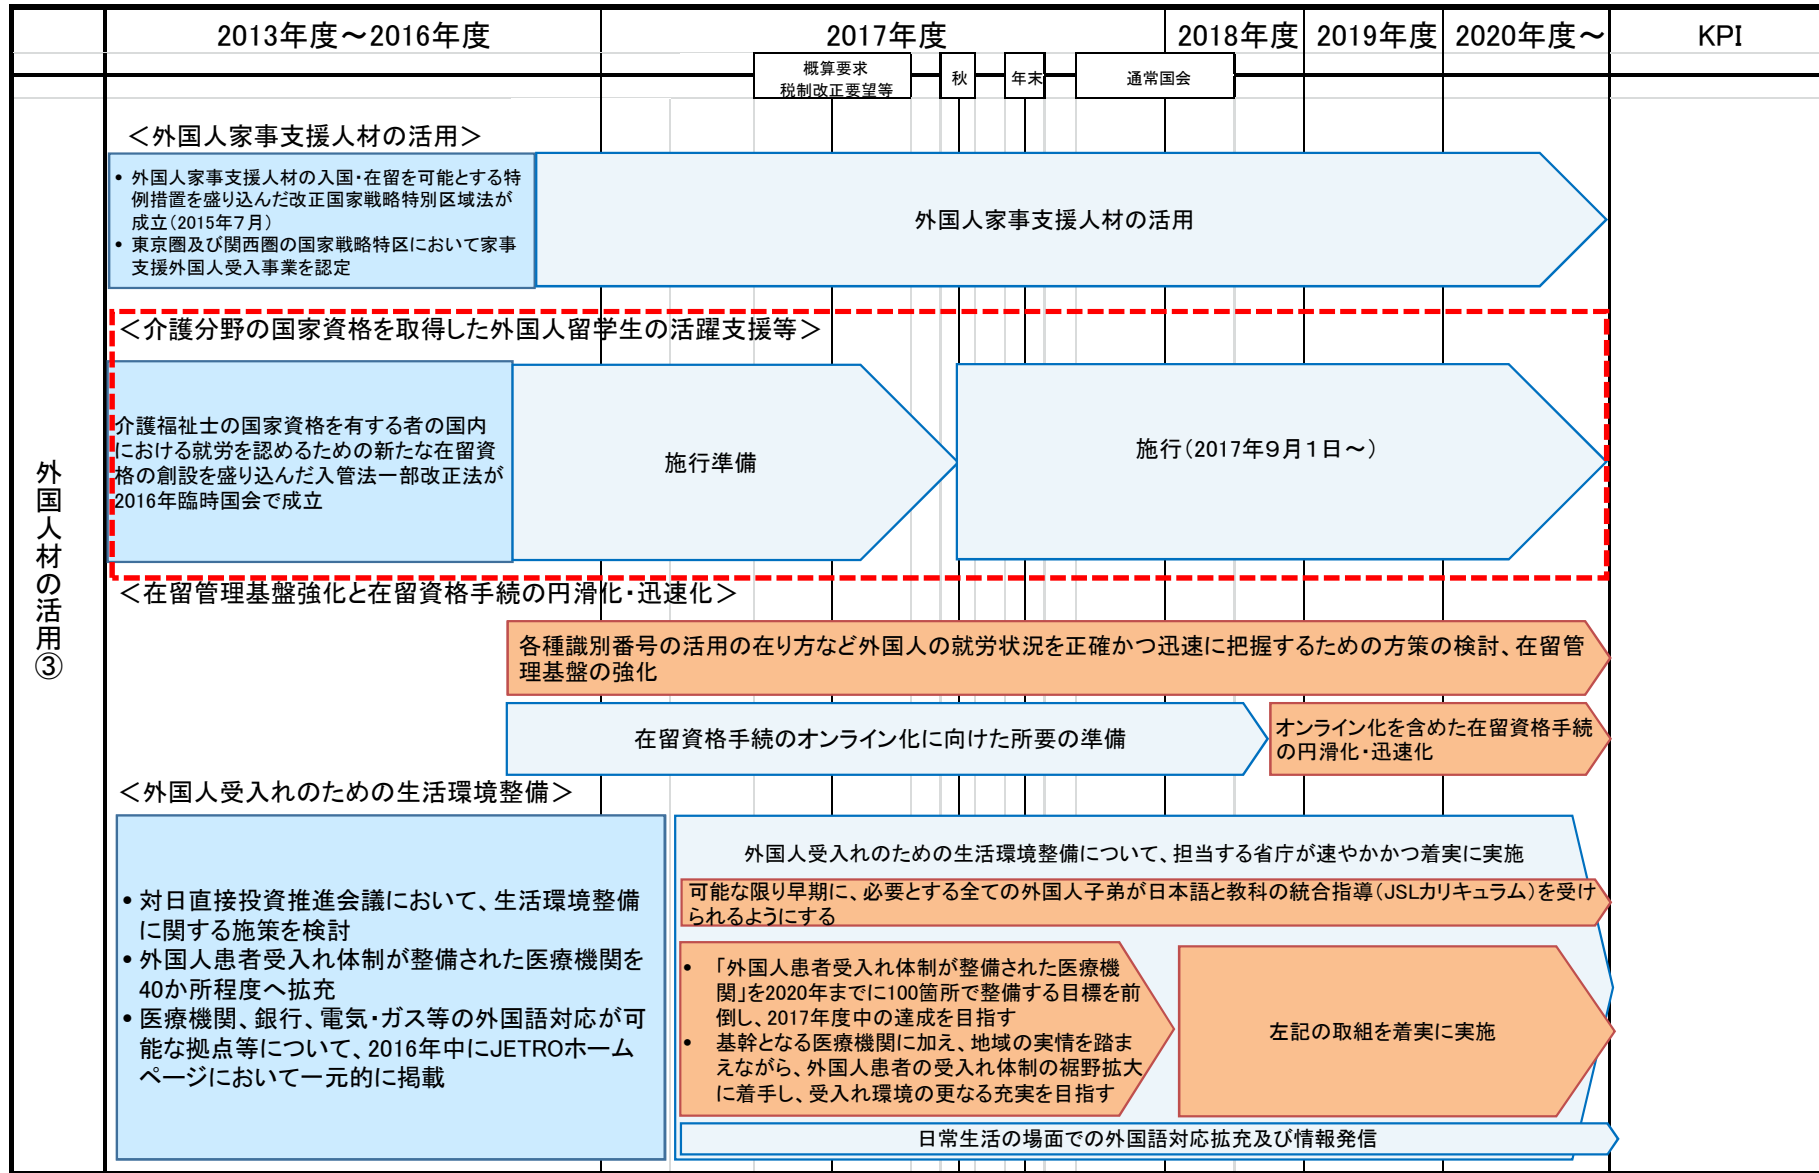 2013年度～2016年度
2017年度
2018年度
2019年度
2020年度～
KPI
概算要求
税制改正要望等
秋
年末
通常国会
外国人材の活用③
＜外国人家事支援人材の活用＞
• 外国人家事支援人材の入国・在留を可能とする特
例措置を盛り込んだ改正国家戦略特別区域法が
成立(2015年７月)
• 東京圏及び関西圏の国家戦略特区において家事
支援外国人受入事業を認定
外国人家事支援人材の活用
＜介護分野の国家資格を取得した外国人留学生の活躍支援等＞
介護福祉士の国家資格を有する者の国内
における就労を認めるための新たな在留資
格の創設を盛り込んだ入管法一部改正法が
2016年臨時国会で成立
施行準備
施行(2017年９月１日～)
＜在留管理基盤強化と在留資格手続の円滑化・迅速化＞
各種識別番号の活用の在り方など外国人の就労状況を正確かつ迅速に把握するための方策の検討、在留管
理基盤の強化
在留資格手続のオンライン化に向けた所要の準備
オンライン化を含めた在留資格手続
の円滑化・迅速化
＜外国人受入れのための生活環境整備＞
• 対日直接投資推進会議において、生活環境整備
に関する施策を検討
• 外国人患者受入れ体制が整備された医療機関を
40か所程度へ拡充
• 医療機関、銀行、電気・ガス等の外国語対応が可
能な拠点等について、2016年中にJETROホーム
ページにおいて一元的に掲載
外国人受入れのための生活環境整備について、担当する省庁が速やかかつ着実に実施
可能な限り早期に、必要とする全ての外国人子弟が日本語と教科の統合指導(JSLカリキュラム)を受け
られるようにする
• 「外国人患者受入れ体制が整備された医療機
関」を2020年までに100箇所で整備する目標を前
倒し、2017年度中の達成を目指す
• 基幹となる医療機関に加え、地域の実情を踏ま
えながら、外国人患者の受入れ体制の裾野拡大
に着手し、受入れ環境の更なる充実を目指す
左記の取組を着実に実施
日常生活の場面での外国語対応拡充及び情報発信